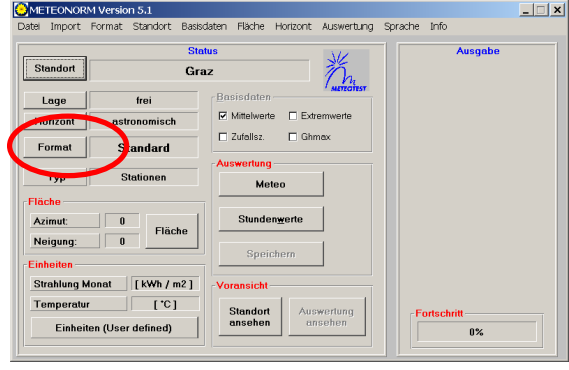 METEONORM Version 5.1
Datei Import Format Standort Basisdaten Fläche Horizont Auswertung Sprache Info
Status
Standort Graz
METEOTEST
Lage frei
Horizont astronomisch
Format Standard
Typ Stationen
Fläche
Azimut: 0
Neigung: 0
Fläche
Einheiten
Strahlung Monat [ kWh / m2 ]
Temperatur [ °C ]
Einheiten (User defined)
Basisdaten
Mittelwerte Extremwerte
Zufallsz. Ghmax
Auswertung
Meteo
Stundenwerte
Speichern
Voransicht
Standort ansehen
Auswertung ansehen
Ausgabe
Fortschritt
0%